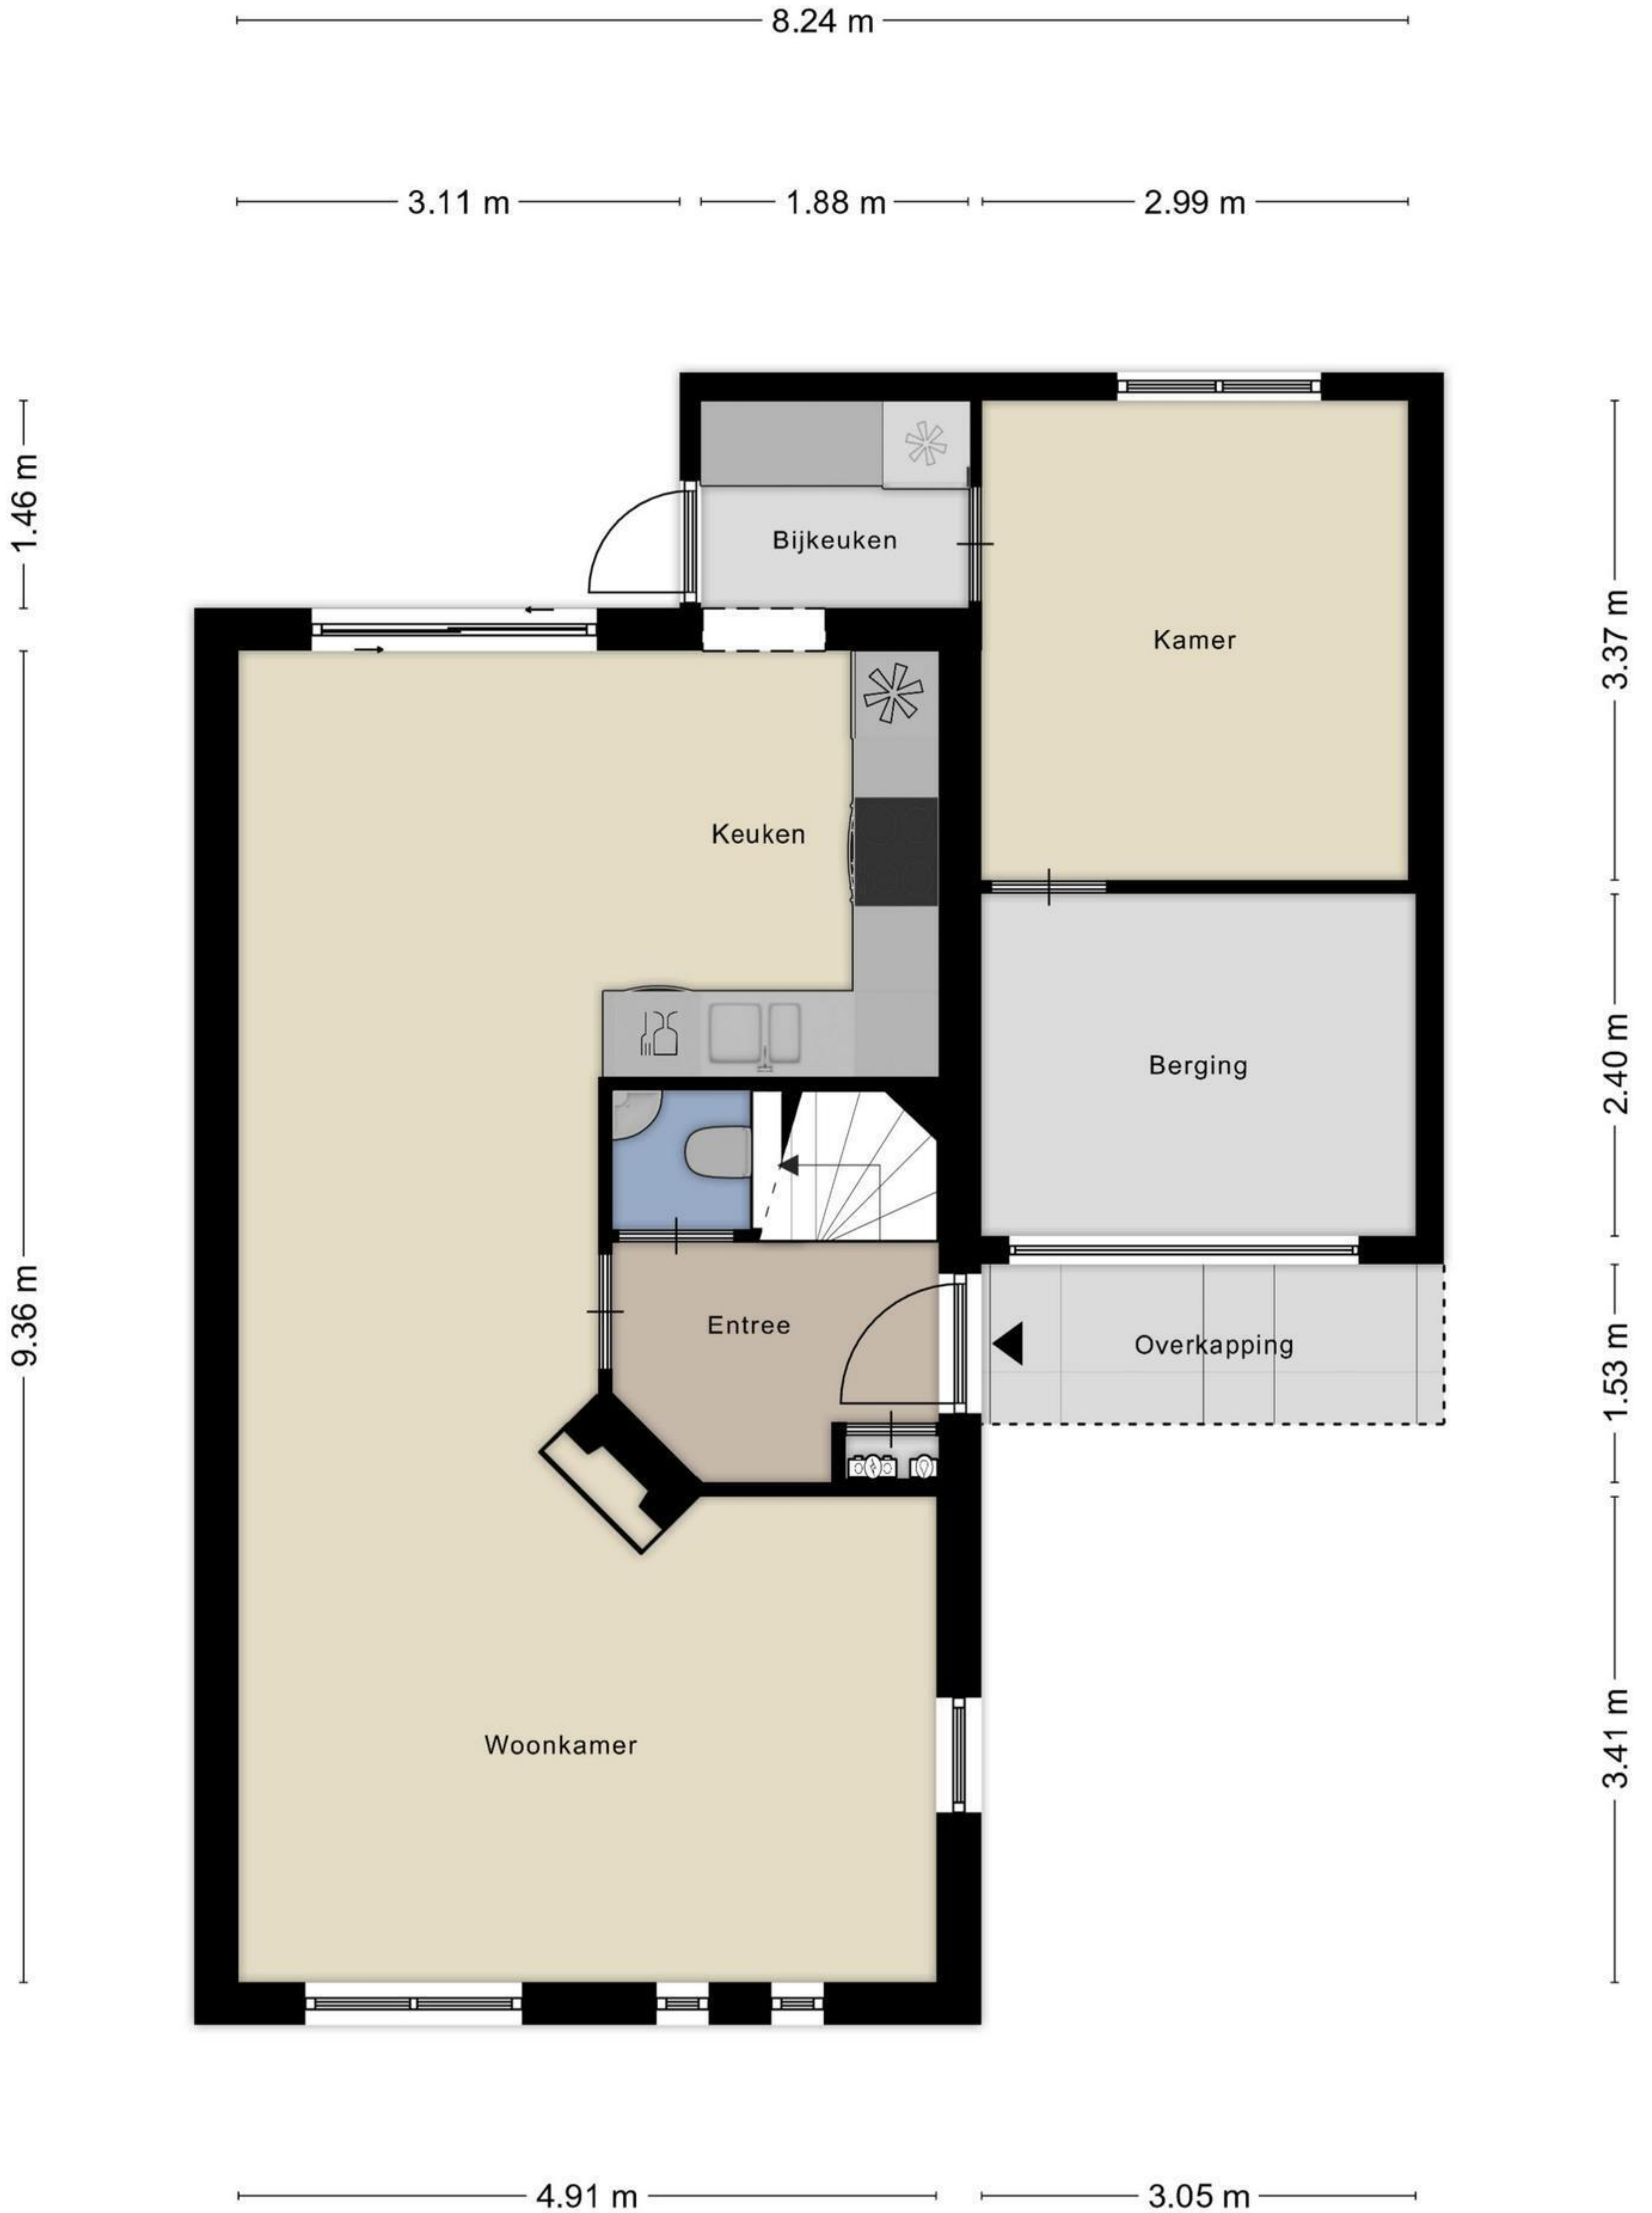 8.24 m
3.11 m
1.88 m
2.99 m
1.46 m
Bijkeuken
3.37 m
Kamer
Keuken
2.40 m
Berging
9.36 m
Entree
Overkapping
1.53 m
3.41 m
Woonkamer
4.91 m
3.05 m